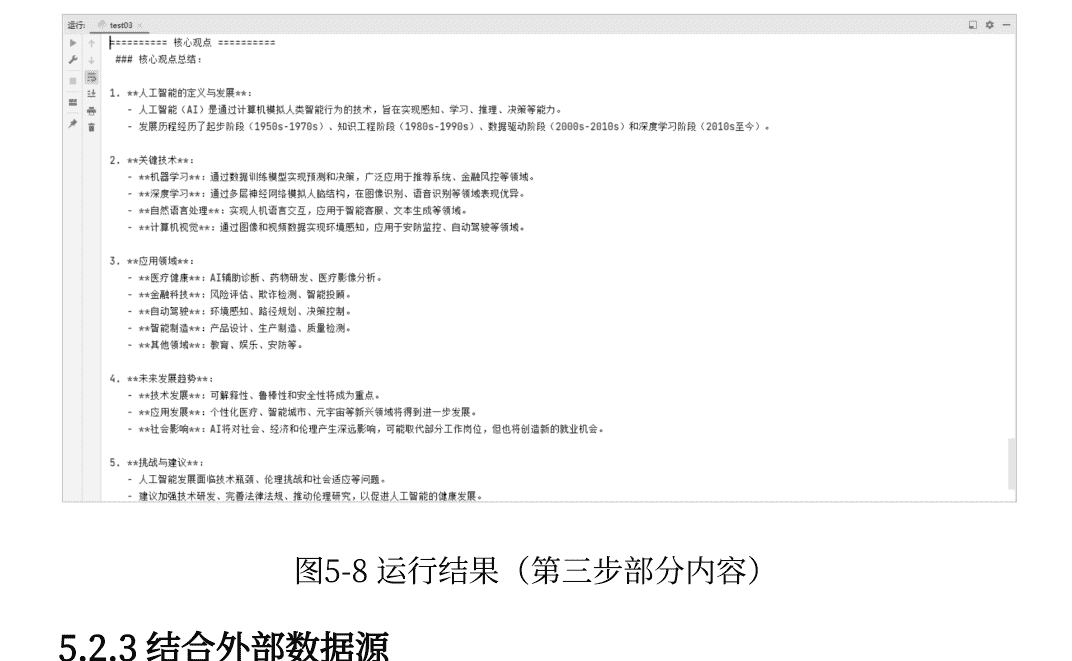 运行: test03 ×
========== 核心观点 ==========
### 核心观点总结:
1. **人工智能的定义与发展**:
- 人工智能（AI）是通过计算机模拟人类智能行为的技术，旨在实现感知、学习、推理、决策等能力。
- 发展历程经历了起步阶段（1950s-1970s）、知识工程阶段（1980s-1990s）、数据驱动阶段（2000s-2010s）和深度学习阶段（2010s至今）。
2. **关键技术**:
- **机器学习**: 通过数据训练模型实现预测和决策，广泛应用于推荐系统、金融风控等领域。
- **深度学习**: 通过多层神经网络模拟人脑结构，在图像识别、语音识别等领域表现优异。
- **自然语言处理**: 实现人机语言交互，应用于智能客服、文本生成等领域。
- **计算机视觉**: 通过图像和视频数据实现环境感知，应用于安防监控、自动驾驶等领域。
3. **应用领域**:
- **医疗健康**: AI辅助诊断、药物研发、医疗影像分析。
- **金融科技**: 风险评估、欺诈检测、智能投顾。
- **自动驾驶**: 环境感知、路径规划、决策控制。
- **智能制造**: 产品设计、生产制造、质量检测。
- **其他领域**: 教育、娱乐、安防等。
4. **未来发展趋势**:
- **技术发展**: 可解释性、鲁棒性和安全性将成为重点。
- **应用发展**: 个性化医疗、智能城市、元宇宙等新兴领域将得到进一步发展。
- **社会影响**: AI将对社会、经济和伦理产生深远影响，可能取代部分工作岗位，但也将创造新的就业机会。
5. **挑战与建议**:
- 人工智能发展面临技术瓶颈、伦理挑战和社会适应等问题。
- 建议加强技术研发、完善法律法规、推动伦理研究，以促进人工智能的健康发展。
图5-8 运行结果（第三步部分内容）
5.2.3 结合外部数据源